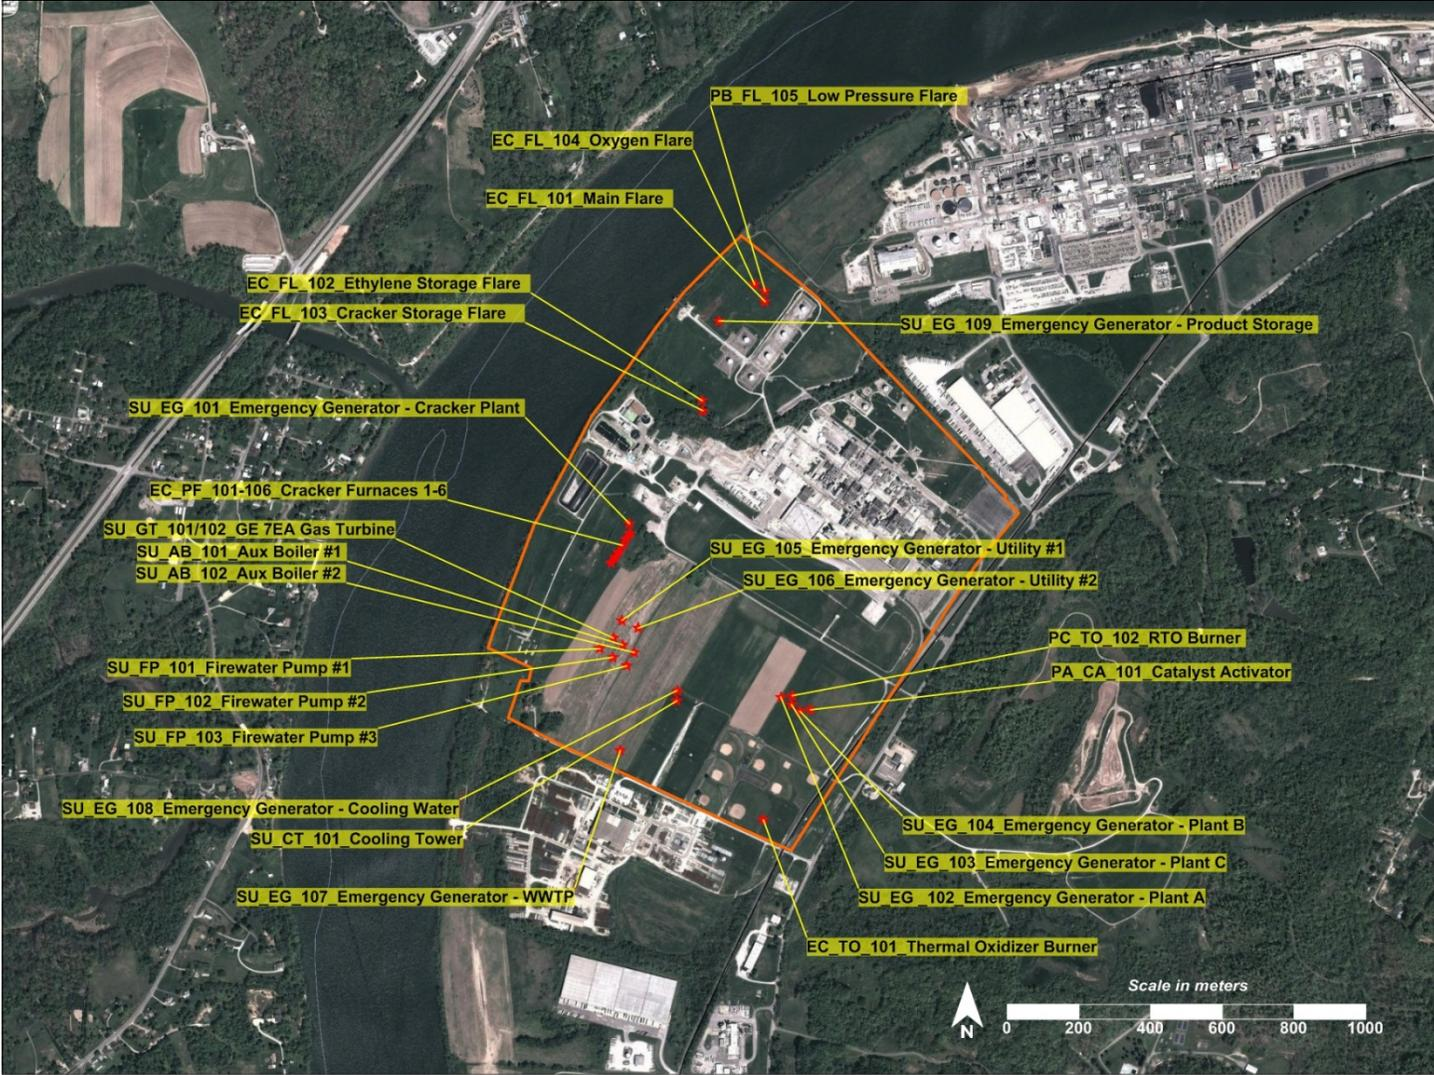 PB_FL_105_Low Pressure Flare
EC_FL_104_Oxygen Flare
EC_FL_101_Main Flare
EC_FL_102_Ethylene Storage Flare
EC_FL_103_Cracker Storage Flare
SU_EG_109_Emergency Generator - Product Storage
SU_EG_101_Emergency Generator - Cracker Plant
EC_PF_101-106_Cracker Furnaces 1-6
SU_GT_101/102_GE 7EA Gas Turbine
SU_AB_101_Aux Boiler #1
SU_AB_102_Aux Boiler #2
SU_EG_105_Emergency Generator - Utility #1
SU_EG_106_Emergency Generator - Utility #2
PC_TO_102_RTO Burner
SU_FP_101_Firewater Pump #1
PA_CA_101_Catalyst Activator
SU_FP_102_Firewater Pump #2
SU_FP_103_Firewater Pump #3
SU_EG_108_Emergency Generator - Cooling Water
SU_CT_101_Cooling Tower
SU_EG_104_Emergency Generator - Plant B
SU_EG_103_Emergency Generator - Plant C
SU_EG_107_Emergency Generator - WWTP
SU_EG_102_Emergency Generator - Plant A
EC_TO_101_Thermal Oxidizer Burner
Scale in meters
N
0 200 400 600 800 1000